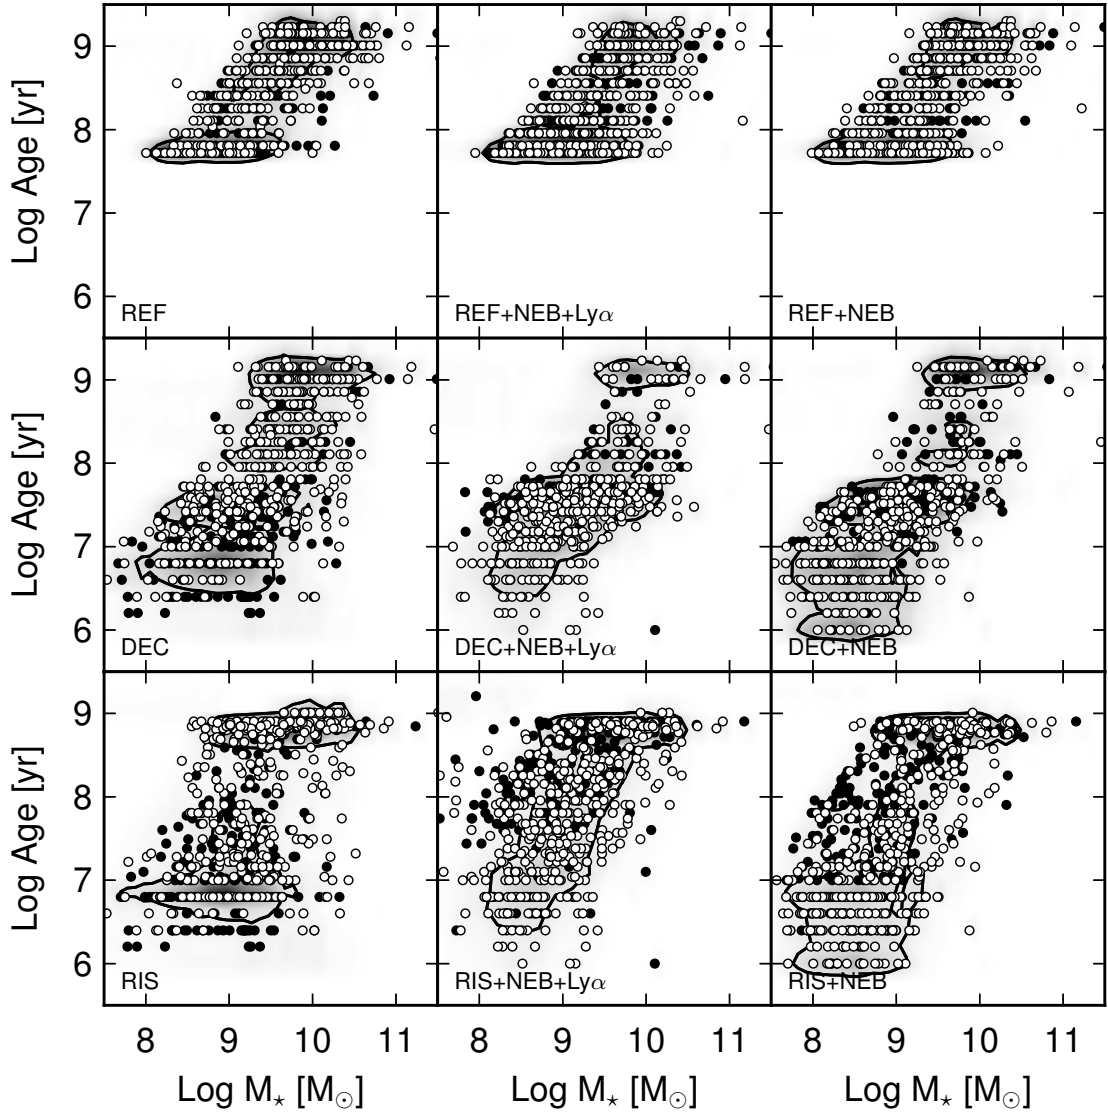 9
8
7
6
Log Age [yr]
REF
REF+NEB+Lyα
REF+NEB
9
8
7
6
Log Age [yr]
DEC
DEC+NEB+Lyα
DEC+NEB
9
8
7
6
Log Age [yr]
RIS
RIS+NEB+Lyα
RIS+NEB
8 9 10 11 8 9 10 11 8 9 10 11
Log M⋆ [M⊙] Log M⋆ [M⊙] Log M⋆ [M⊙]